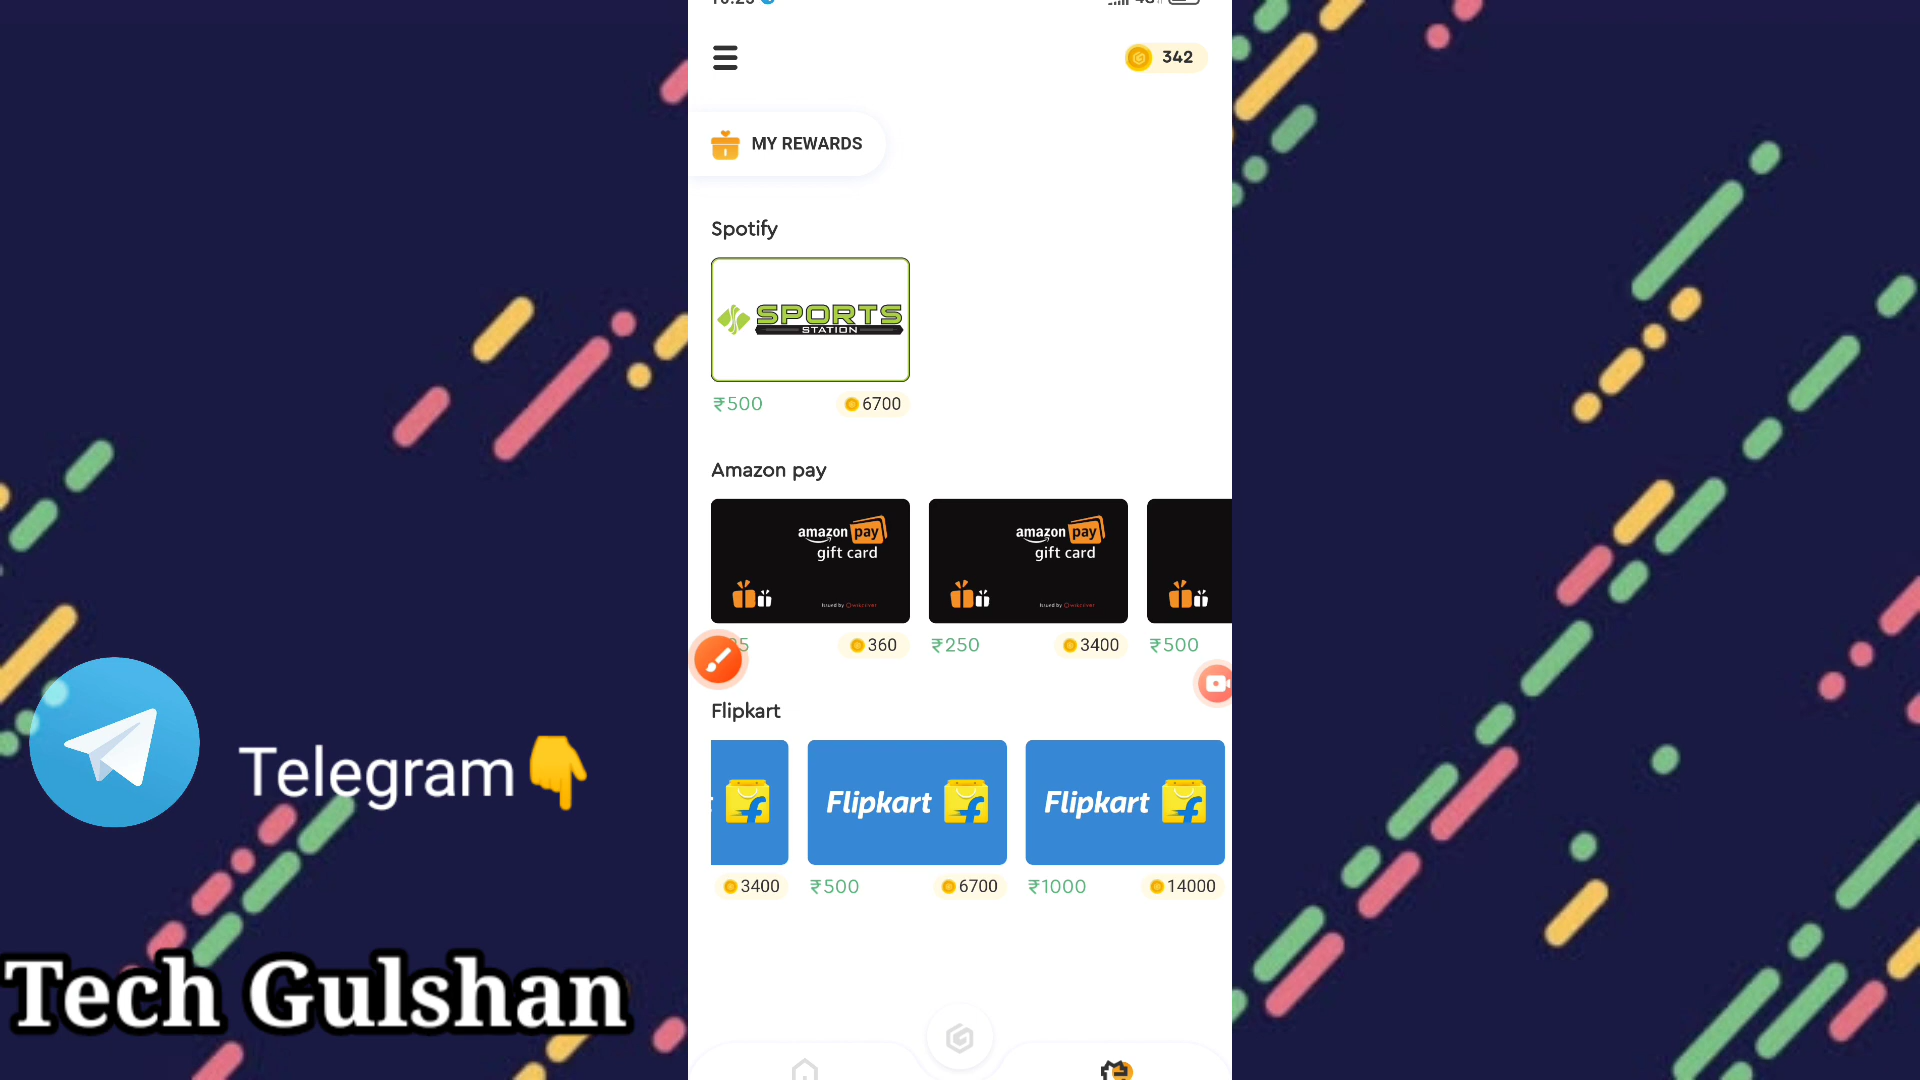 342
MY REWARDS
Spotify
SPORTS
STATION
₹500 6700
Amazon pay
amazon pay
gift card
amazon pay
gift card
360 ₹250 3400 ₹500
Flipkart
Flipkart Flipkart
3400 ₹500 6700 ₹1000 14000
Telegram👇
Tech Gulshan